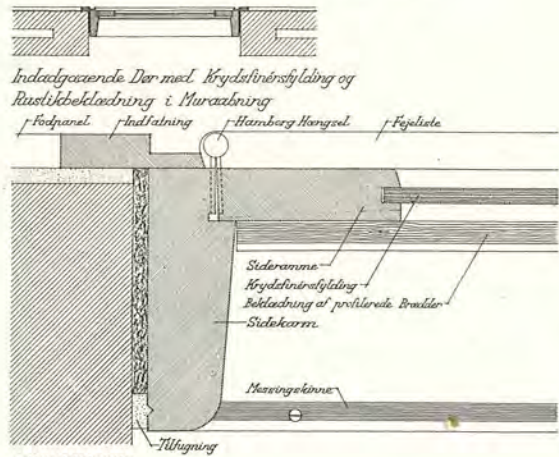 Indadgaaende Dør med Krydsfinérsfylding og
Rustikbeklædning i Muraabning
Fodpanel
Indfatning
Hamborg Hængsel
Fejeliste
Sideramme
Krydsfinérsfylding
Beklædning af profilerede Brædder
Sidekarm
Messingskinne
Tilfugning